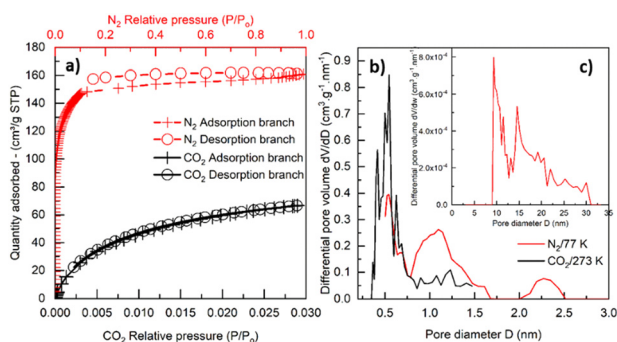 N₂ Relative pressure (P/Pₒ)
0.0 0.2 0.4 0.6 0.8 1.0
a)
180
160
140
120
100
80
60
40
20
0
Quantity adsorbed - (cm³/g STP)
N₂ Adsorption branch
N₂ Desorption branch
CO₂ Adsorption branch
CO₂ Desorption branch
0.000 0.005 0.010 0.015 0.020 0.025 0.030
CO₂ Relative pressure (P/Pₒ)
b)
0.9
0.8
0.7
0.6
0.5
0.4
0.3
0.2
0.1
0.0
Differential pore volume dV/dD (cm³.g⁻¹.nm⁻¹)
c)
8.0x10⁻⁴
6.0x10⁻⁴
4.0x10⁻⁴
2.0x10⁻⁴
0.0
Differential pore volume dV/dw (cm³.g⁻¹.nm⁻¹)
0 5 10 15 20 25 30 35
Pore diameter D (nm)
N₂/77 K
CO₂/273 K
0.5 1.0 1.5 2.0 2.5 3.0
Pore diameter D (nm)